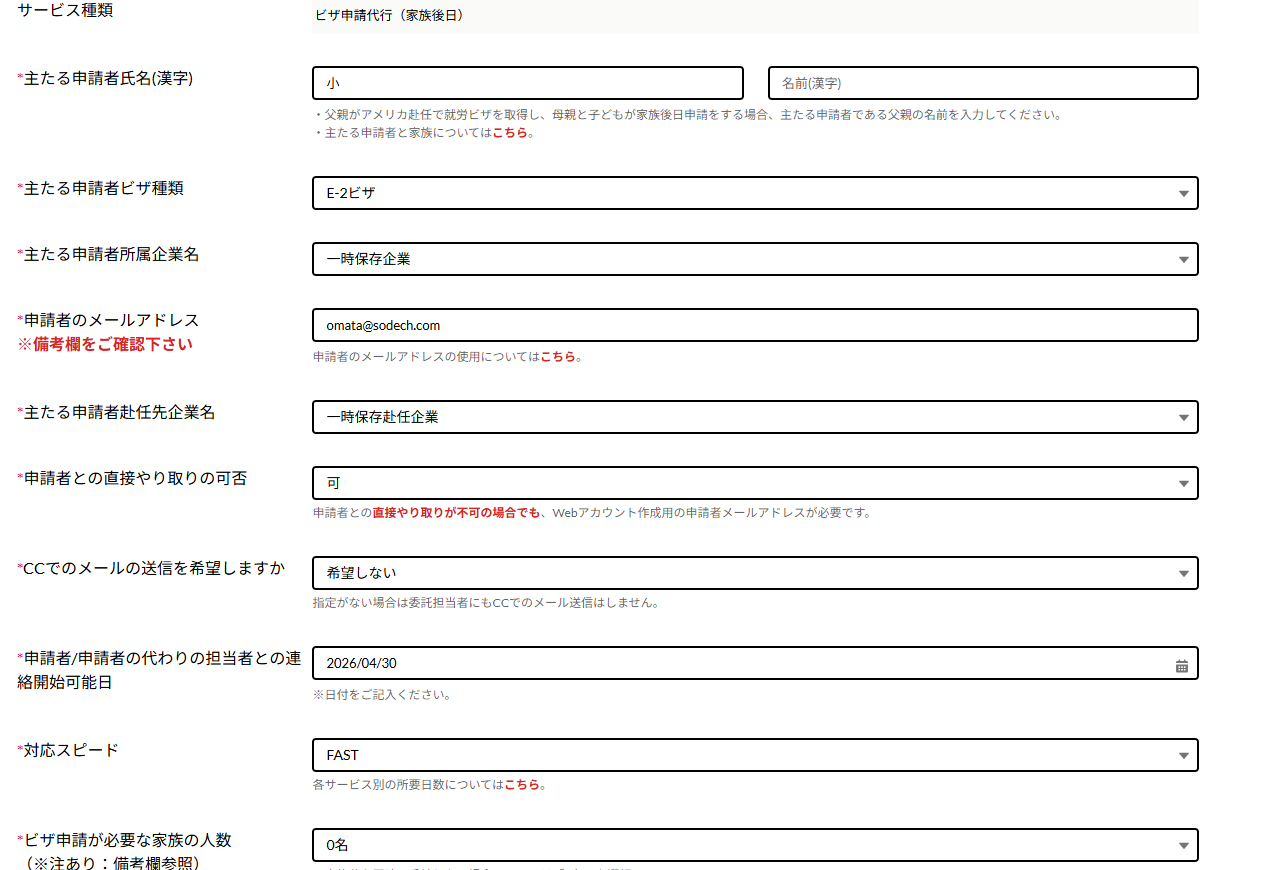 サービス種類
ビザ申請代行（家族後日）
*主たる申請者氏名(漢字)
小
名前(漢字)
・父親がアメリカ赴任で就労ビザを取得し、母親と子どもが家族後日申請をする場合、主たる申請者である父親の名前を入力してください。
・主たる申請者と家族についてはこちら。
*主たる申請者ビザ種類
E-2ビザ
*主たる申請者所属企業名
一時保存企業
*申請者のメールアドレス
※備考欄をご確認下さい
omata@sodech.com
申請者のメールアドレスの使用についてはこちら。
*主たる申請者赴任先企業名
一時保存赴任企業
*申請者との直接やり取りの可否
可
申請者との直接やり取りが不可の場合でも、Webアカウント作成用の申請者メールアドレスが必要です。
*CCでのメールの送信を希望しますか
希望しない
指定がない場合は委託担当者にもCCでのメール送信はしません。
*申請者/申請者の代わりの担当者との連
絡開始可能日
2026/04/30
※日付をご記入ください。
*対応スピード
FAST
各サービス別の所要日数についてはこちら。
*ビザ申請が必要な家族の人数
（※注あり：備考欄参照）
0名